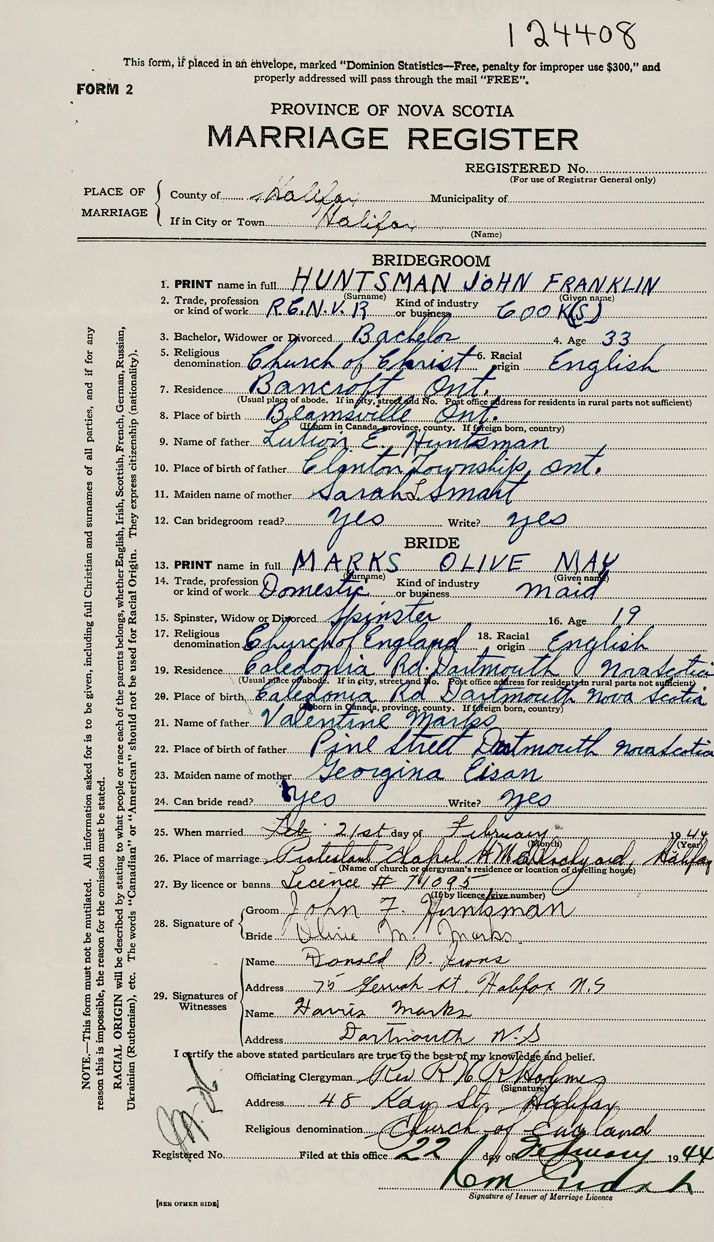 124408
This form, if placed in an envelope, marked "Dominion Statistics—Free, penalty for improper use $300," and
properly addressed will pass through the mail "FREE".
FORM 2
PROVINCE OF NOVA SCOTIA
MARRIAGE REGISTER
REGISTERED No.
(For use of Registrar General only)
PLACE OF MARRIAGE
County of Halifax Municipality of
If in City or Town Halifax
(Name)
BRIDEGROOM
1. PRINT name in full HUNTSMAN JOHN FRANKLIN
(Surname) (Given name)
2. Trade, profession or kind of work R.C.N.V.R Kind of industry or business COOK(S)
3. Bachelor, Widower or Divorced Bachelor 4. Age 33
5. Religious denomination Church of Christ 6. Racial origin English
7. Residence Bancroft Ont.
(Usual place of abode. If in city, street and No. Post office address for residents in rural parts not sufficient)
8. Place of birth Beamsville Ont.
(If born in Canada, province, county. If foreign born, country)
9. Name of father E. Huntsman
10. Place of birth of father Clinton Township, Ont.
11. Maiden name of mother Sarah Smart
12. Can bridegroom read? yes Write? yes
BRIDE
13. PRINT name in full MARKS OLIVE MAY
(Surname) (Given name)
14. Trade, profession or kind of work Domestic Kind of industry or business maid
15. Spinster, Widow or Divorced Spinster 16. Age 19
17. Religious denomination Church of England 18. Racial origin English
19. Residence Caledonia Rd. Dartmouth Nova Scotia
(Usual place of abode. If in city, street and No. Post office address for residents in rural parts not sufficient)
20. Place of birth Caledonia Rd Dartmouth Nova Scotia
(If born in Canada, province, county. If foreign born, country)
21. Name of father Valentine Marks
22. Place of birth of father Pine Street Dartmouth Nova Scotia
23. Maiden name of mother Georgina Eisan
24. Can bride read? Yes Write? Yes
25. When married Feb 21st day of February 1944
(Month) (Year)
26. Place of marriage Protestant Chapel H.M.C. Dockyard, Halifax
(Name of church or clergyman's residence or location of dwelling house)
27. By licence or banns Licence #
(If by licence, give number)
28. Signature of
Groom John F. Huntsman
Bride Olive M. Marks
29. Signatures of Witnesses
Name Donald B.
Address 75 St. Halifax N.S
Name Harris Marks
Address Dartmouth N.S
I certify the above stated particulars are true to the best of my knowledge and belief.
Officiating Clergyman Rev
(Signature)
Address 48 Kay St, Halifax
Religious denomination Church of England
Registered No. Filed at this office 22 day of February 1944
Signature of Issuer of Marriage Licence
[SEE OTHER SIDE]
NOTE.—This form must not be mutilated. All information asked for is to be given, including full Christian and surnames of all parties, and if for any
reason this is impossible, the reason for the omission must be stated.
RACIAL ORIGIN will be described by stating to what people or race each of the parents belongs, whether English, Irish, Scottish, French, German, Russian,
Ukrainian (Ruthenian), etc. The words "Canadian" or "American" should not be used for Racial Origin. They express citizenship (nationality).